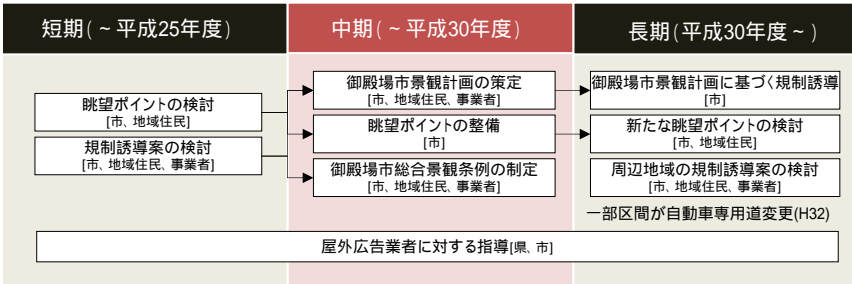 短期(~平成25年度)
中期(~平成30年度)
長期(平成30年度~)
眺望ポイントの検討
[市、地域住民]
規制誘導案の検討
[市、地域住民、事業者]
御殿場市景観計画の策定
[市、地域住民、事業者]
眺望ポイントの整備
[市]
御殿場市総合景観条例の制定
[市、地域住民、事業者]
御殿場市景観計画に基づく規制誘導
[市]
新たな眺望ポイントの検討
[市、地域住民]
周辺地域の規制誘導案の検討
[市、地域住民、事業者]
一部区間が自動車専用道変更(H32)
屋外広告業者に対する指導[県、市]